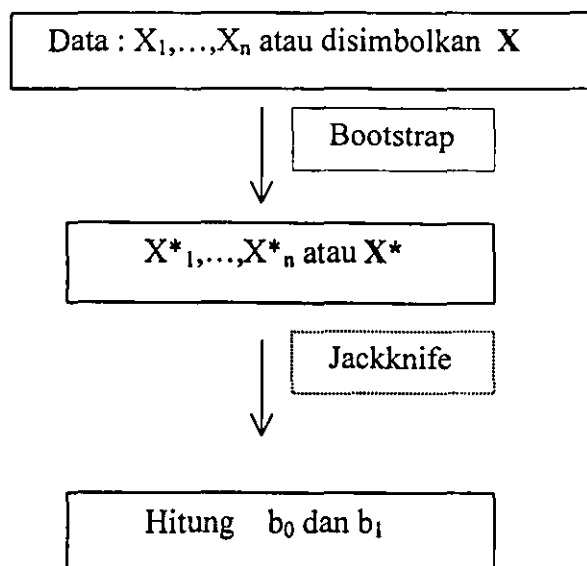 Data : X₁,...,Xₙ atau disimbolkan X
Bootstrap
X*₁,...,X*ₙ atau X*
Jackknife
Hitung b₀ dan b₁